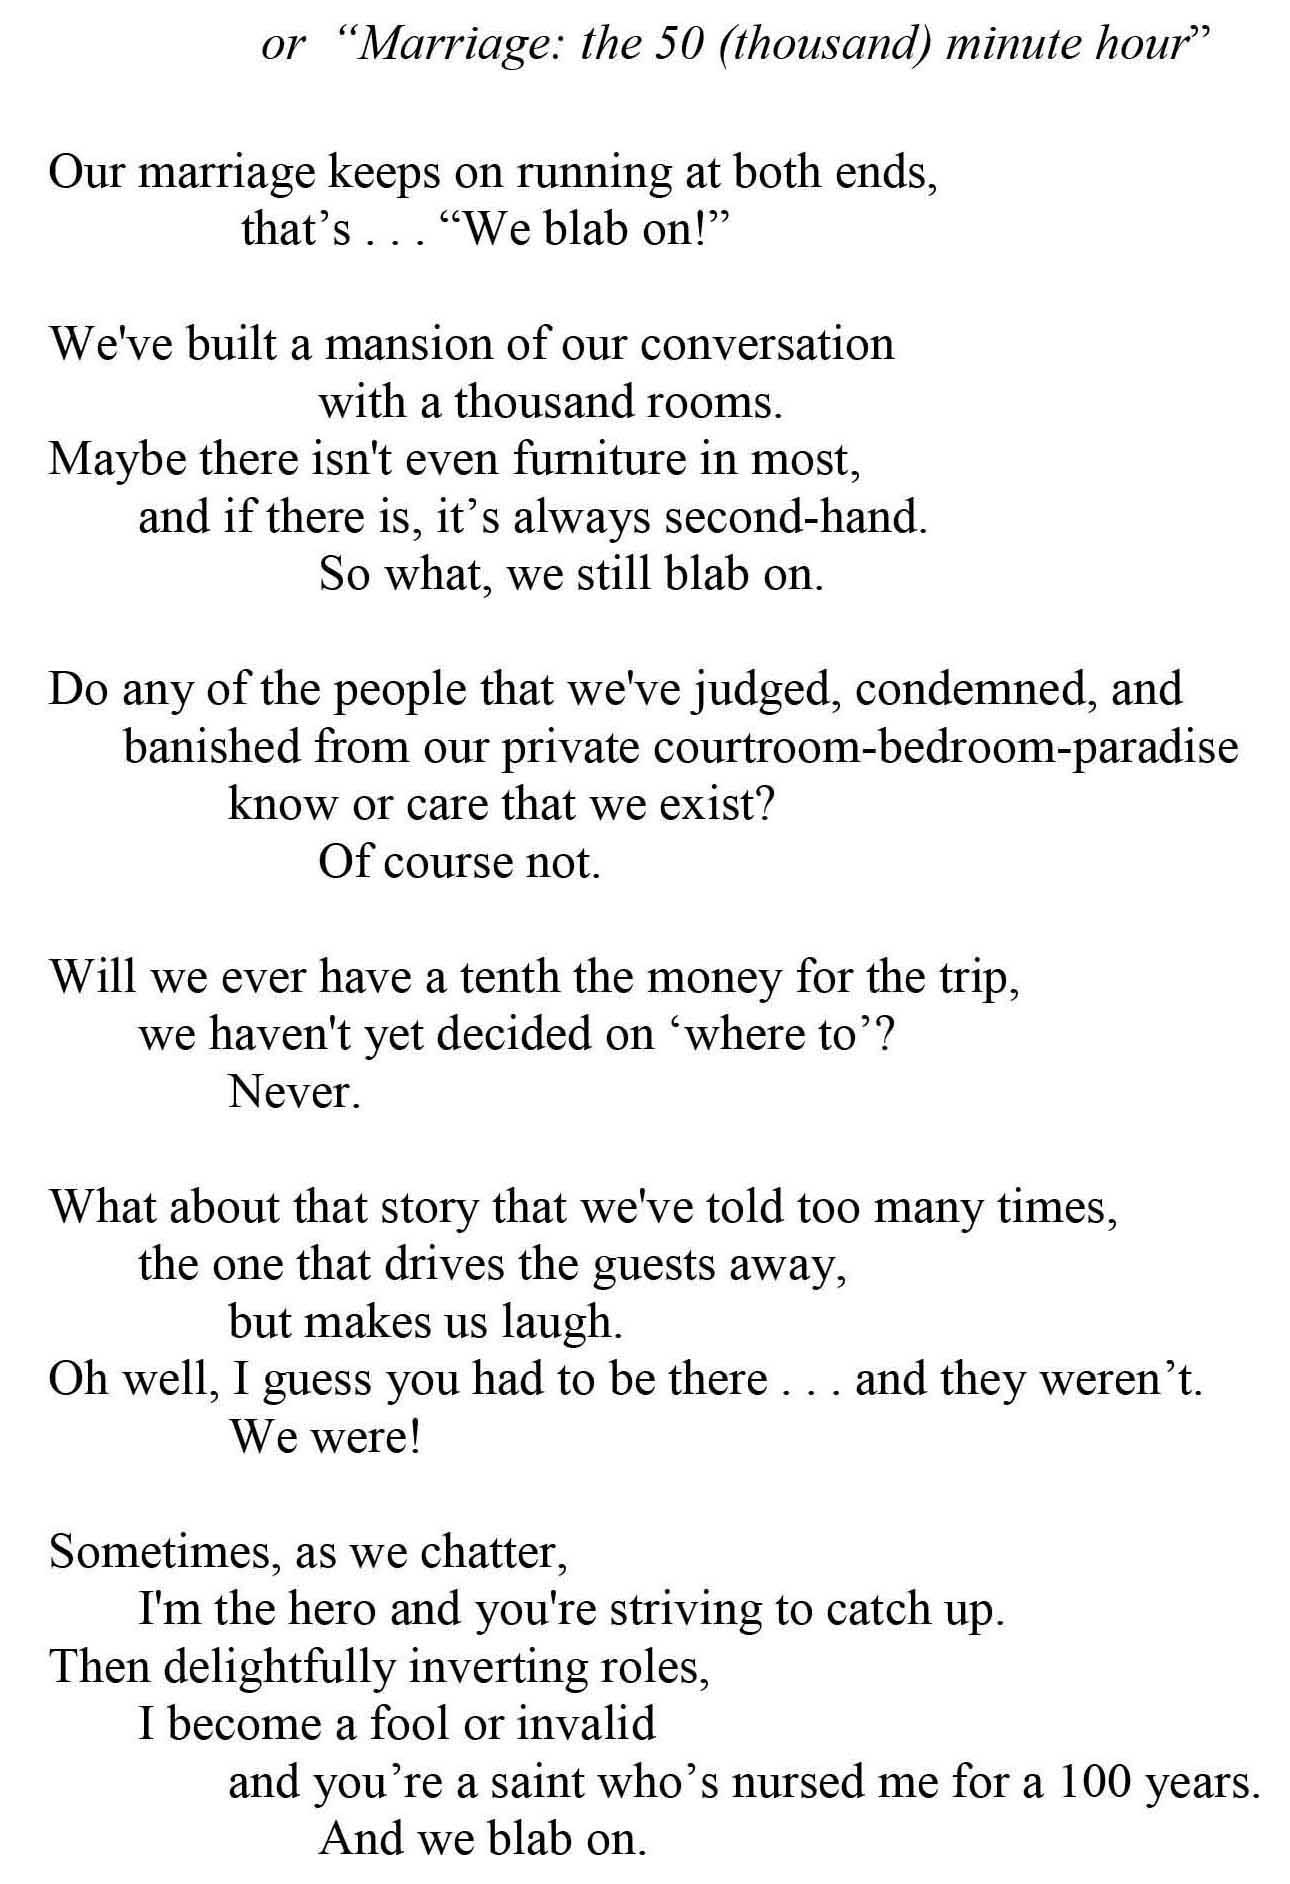 or “Marriage: the 50 (thousand) minute hour”
Our marriage keeps on running at both ends,
that’s . . . “We blab on!”
We've built a mansion of our conversation
with a thousand rooms.
Maybe there isn't even furniture in most,
and if there is, it’s always second-hand.
So what, we still blab on.
Do any of the people that we've judged, condemned, and
banished from our private courtroom-bedroom-paradise
know or care that we exist?
Of course not.
Will we ever have a tenth the money for the trip,
we haven't yet decided on ‘where to’?
Never.
What about that story that we've told too many times,
the one that drives the guests away,
but makes us laugh.
Oh well, I guess you had to be there . . . and they weren’t.
We were!
Sometimes, as we chatter,
I'm the hero and you're striving to catch up.
Then delightfully inverting roles,
I become a fool or invalid
and you’re a saint who’s nursed me for a 100 years.
And we blab on.